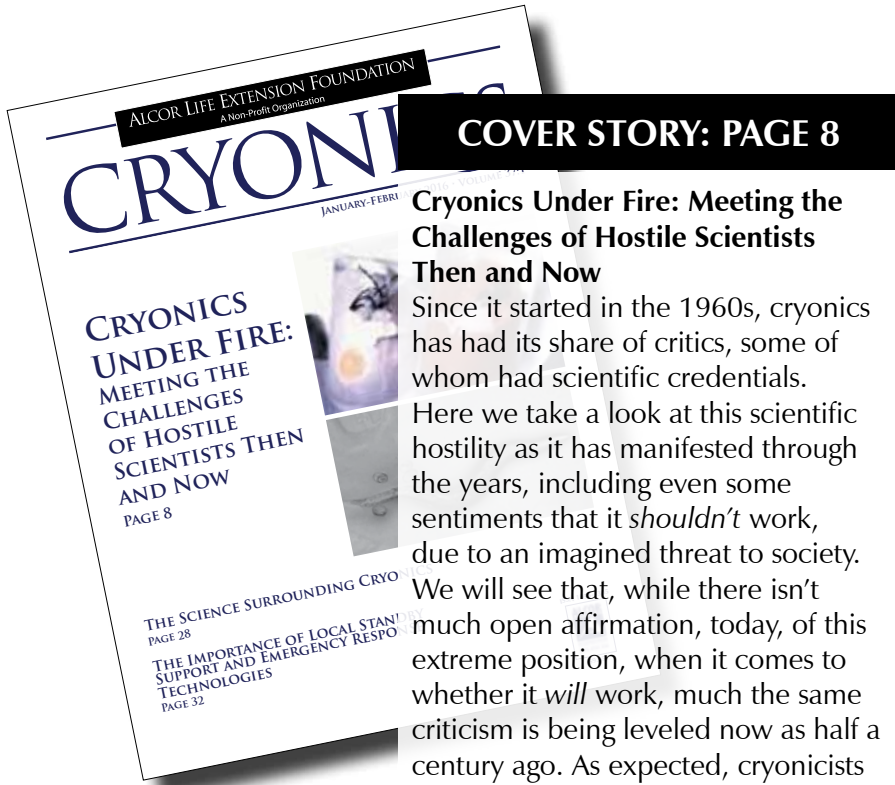 ALCOR LIFE EXTENSION FOUNDATION
A Non-Profit Organization
CRYONI
JANUARY-FEBRUARY 2016 · VOLUME
CRYONICS
UNDER FIRE:
MEETING THE
CHALLENGES
OF HOSTILE
SCIENTISTS THEN
AND NOW
PAGE 8
THE SCIENCE SURROUNDING CRYONICS
PAGE 28
THE IMPORTANCE OF LOCAL STANDBY
SUPPORT AND EMERGENCY RESPON
TECHNOLOGIES
PAGE 32
COVER STORY: PAGE 8
Cryonics Under Fire: Meeting the
Challenges of Hostile Scientists
Then and Now
Since it started in the 1960s, cryonics
has had its share of critics, some of
whom had scientific credentials.
Here we take a look at this scientific
hostility as it has manifested through
the years, including even some
sentiments that it shouldn't work,
due to an imagined threat to society.
We will see that, while there isn't
much open affirmation, today, of this
extreme position, when it comes to
whether it will work, much the same
criticism is being leveled now as half a
century ago. As expected, cryonicists